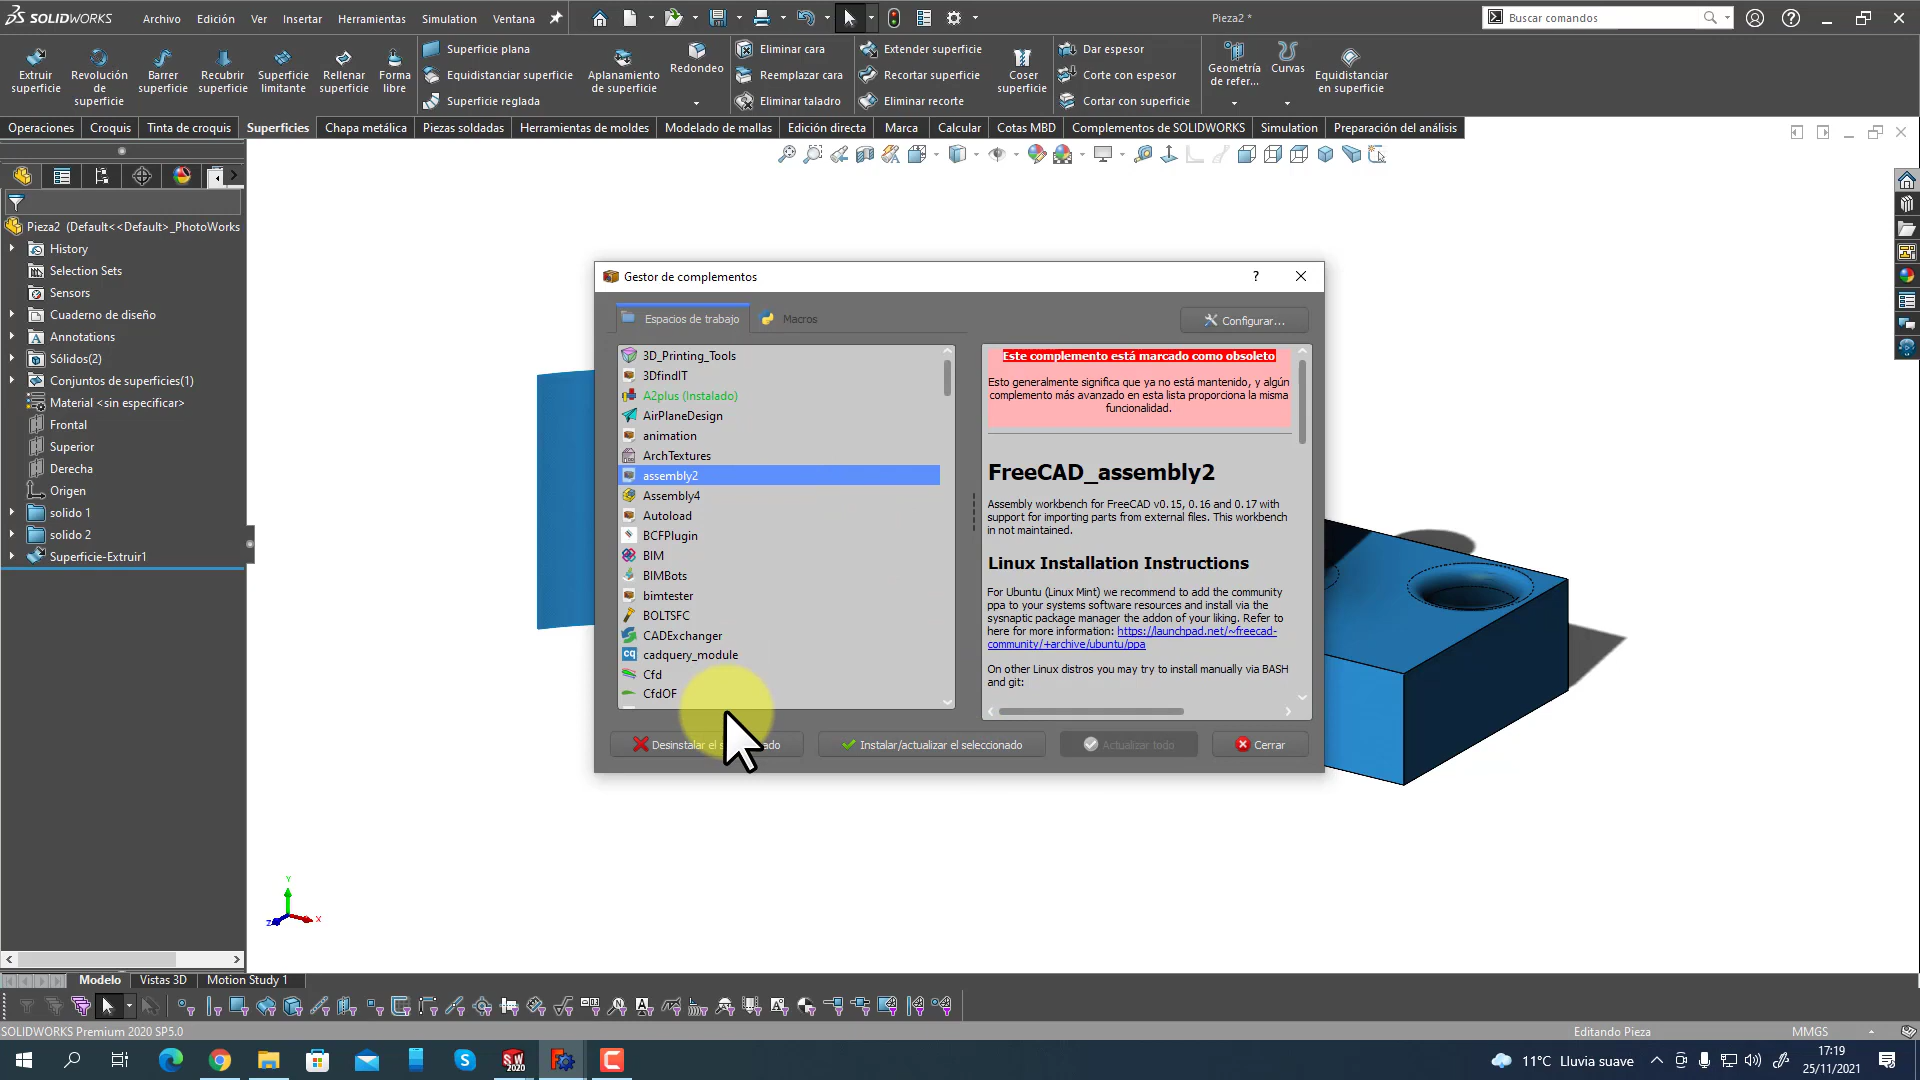 SOLIDWORKS
Archivo
Edición
Ver
Insertar
Herramientas
Simulation
Ventana
Pieza2 *
Buscar comandos
Extruir superficie
Revolución de superficie
Barrer superficie
Recubrir superficie
Superficie limitante
Rellenar superficie
Forma libre
Superficie plana
Equidistanciar superficie
Superficie reglada
Aplanamiento de superficie
Redondeo
Eliminar cara
Reemplazar cara
Eliminar taladro
Extender superficie
Recortar superficie
Eliminar recorte
Coser superficie
Dar espesor
Corte con espesor
Cortar con superficie
Geometría de refer...
Curvas
Equidistanciar en superficie
Operaciones
Croquis
Tinta de croquis
Superficies
Chapa metálica
Piezas soldadas
Herramientas de moldes
Modelado de mallas
Edición directa
Marca
Calcular
Cotas MBD
Complementos de SOLIDWORKS
Simulation
Preparación del análisis
Pieza2 (Default<<Default>_PhotoWorks
History
Selection Sets
Sensors
Cuaderno de diseño
Annotations
Sólidos(2)
Conjuntos de superficies(1)
Material <sin especificar>
Frontal
Superior
Derecha
Origen
solido 1
solido 2
Superficie-Extruir1
Gestor de complementos
?
Espacios de trabajo
Macros
Configurar...
3D_Printing_Tools
3DfindIT
A2plus (Instalado)
AirPlaneDesign
animation
ArchTextures
assembly2
Assembly4
Autoload
BCFPlugin
BIM
BIMBots
bimtester
BOLTSFC
CADExchanger
cadquery_module
Cfd
CfdOF
Este complemento está marcado como obsoleto
Esto generalmente significa que ya no está mantenido, y algún
complemento más avanzado en esta lista proporciona la misma
funcionalidad.
FreeCAD_assembly2
Assembly workbench for FreeCAD v0.15, 0.16 and 0.17 with
support for importing parts from external files. This workbench
in not maintained.
Linux Installation Instructions
For Ubuntu (Linux Mint) we recommend to add the community
ppa to your systems software resources and install via the
sysnaptic package manager the addon of your liking. Refer to
here for more information: https://launchpad.net/~freecad-
community/+archive/ubuntu/ppa
On other Linux distros you may try to install manually via BASH
and git:
Desinstalar el
Instalar/actualizar el seleccionado
Actualizar todo
Cerrar
Y
X
Z
Modelo
Vistas 3D
Motion Study 1
SOLIDWORKS Premium 2020 SP5.0
Editando Pieza
MMGS
11°C Lluvia suave
17:19
25/11/2021